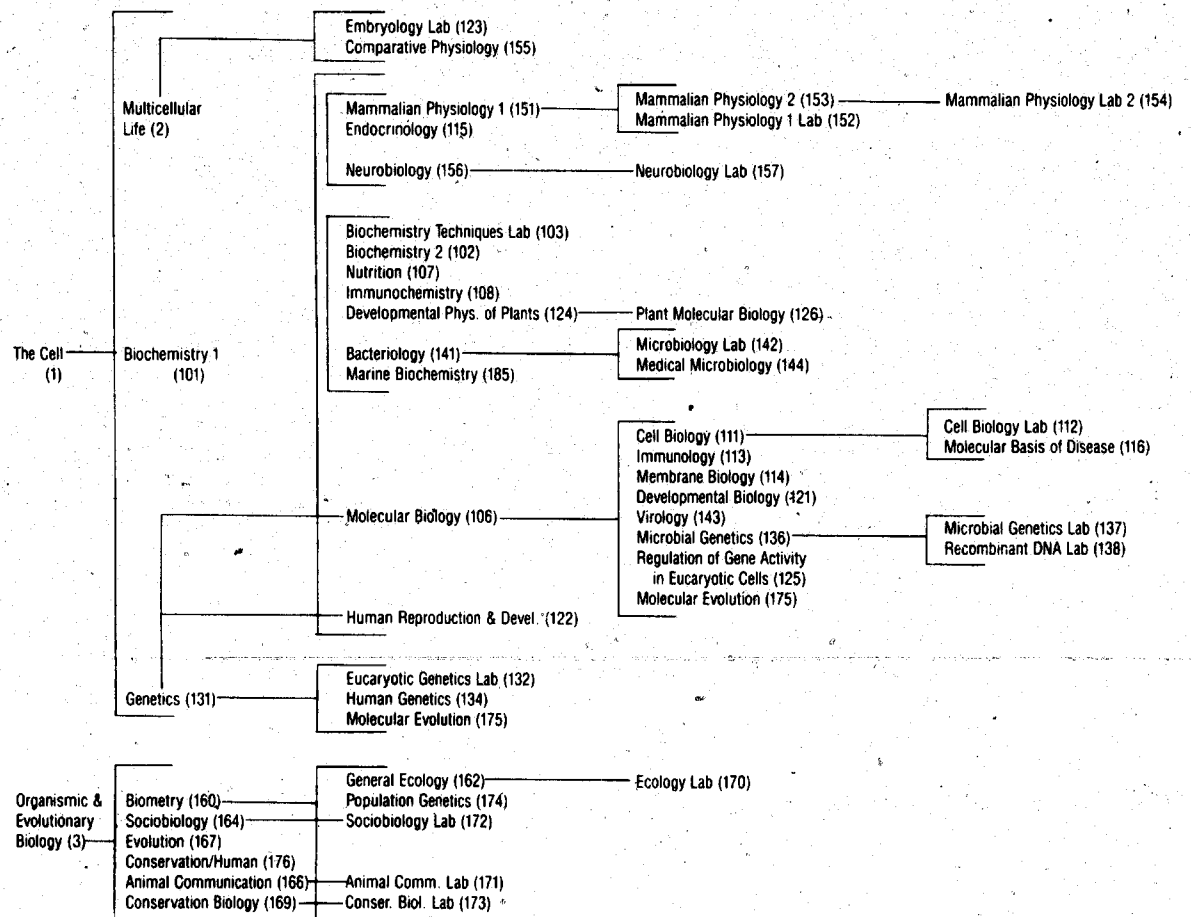 Embryology Lab (123)
Comparative Physiology (155)
Multicellular
Life (2)
Mammalian Physiology 1 (151)
Endocrinology (115)
Neurobiology (156)
Mammalian Physiology 2 (153)
Mammalian Physiology 1 Lab (152)
Mammalian Physiology Lab 2 (154)
Neurobiology Lab (157)
Biochemistry Techniques Lab (103)
Biochemistry 2 (102)
Nutrition (107)
Immunochemistry (108)
Developmental Phys. of Plants (124)
Plant Molecular Biology (126)
The Cell
(1)
Biochemistry 1
(101)
Bacteriology (141)
Marine Biochemistry (185)
Microbiology Lab (142)
Medical Microbiology (144)
Molecular Biology (106)
Cell Biology (111)
Immunology (113)
Membrane Biology (114)
Developmental Biology (121)
Virology (143)
Microbial Genetics (136)
Regulation of Gene Activity
in Eucaryotic Cells (125)
Molecular Evolution (175)
Cell Biology Lab (112)
Molecular Basis of Disease (116)
Microbial Genetics Lab (137)
Recombinant DNA Lab (138)
Human Reproduction & Devel. (122)
Genetics (131)
Eucaryotic Genetics Lab (132)
Human Genetics (134)
Molecular Evolution (175)
Organismic &
Evolutionary
Biology (3)
Biometry (160)
Sociobiology (164)
Evolution (167)
Conservation/Human (176)
Animal Communication (166)
Conservation Biology (169)
General Ecology (162)
Population Genetics (174)
Sociobiology Lab (172)
Animal Comm. Lab (171)
Conser. Biol. Lab (173)
Ecology Lab (170)